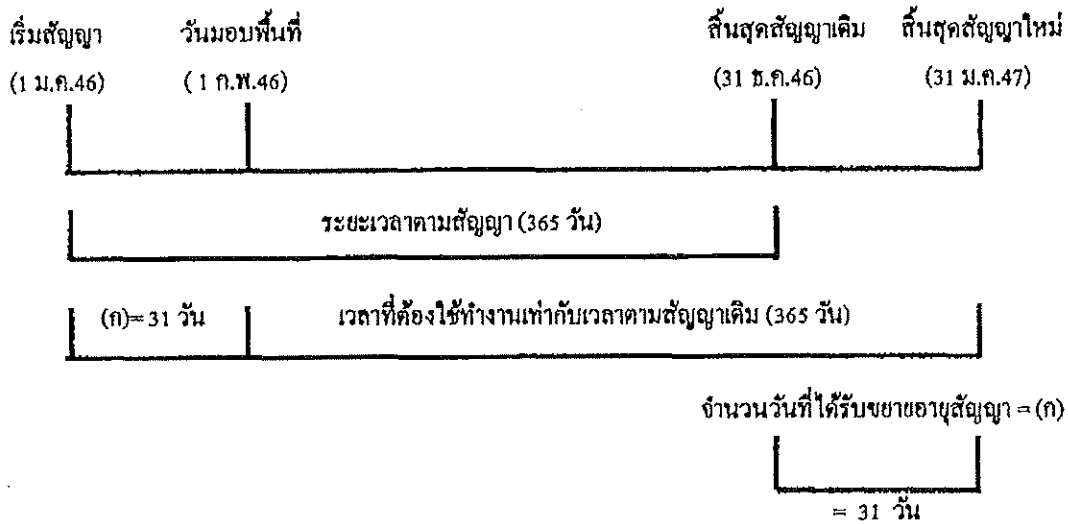 เริ่มสัญญา วันมอบพื้นที่ สิ้นสุดสัญญาเดิม สิ้นสุดสัญญาใหม่
(1 ม.ค.46) ( 1 ก.พ.46) (31 ธ.ค.46) (31 ม.ค.47)
ระยะเวลาตามสัญญา (365 วัน)
(ก)= 31 วัน เวลาที่ต้องใช้ทำงานเท่ากับเวลาตามสัญญาเดิม (365 วัน)
จำนวนวันที่ได้รับขยายอายุสัญญา = (ก)
= 31 วัน